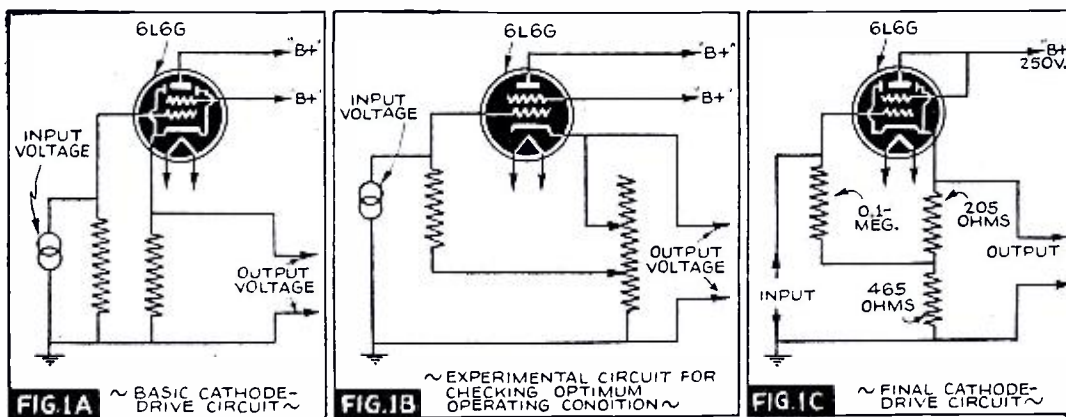 6L6G
"B+"
"B+"
INPUT
VOLTAGE
OUTPUT
VOLTAGE
FIG.1A
~ BASIC CATHODE-
DRIVE CIRCUIT ~
6L6G
"B+"
"B+"
INPUT
VOLTAGE
OUTPUT
VOLTAGE
FIG.1B
~ EXPERIMENTAL CIRCUIT FOR
CHECKING OPTIMUM
OPERATING CONDITION ~
6L6G
"B+"
250V.
0.1-
MEG.
205
OHMS
OUTPUT
INPUT
465
OHMS
FIG.1C
~ FINAL CATHODE-
DRIVE CIRCUIT ~